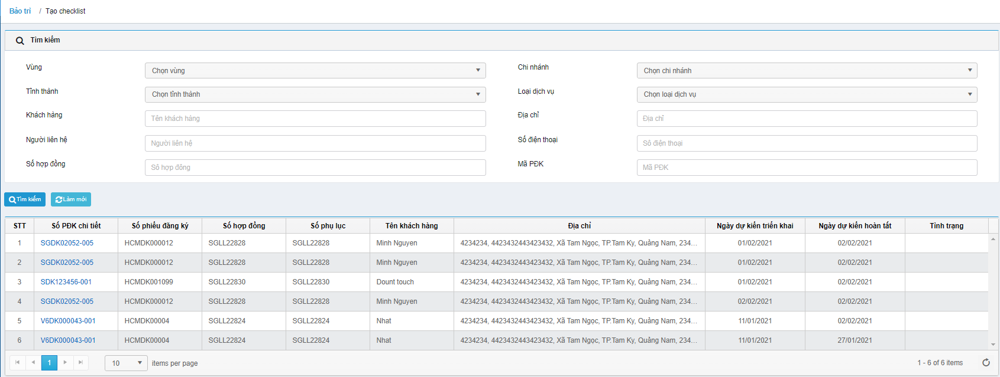 Bảo trì / Tạo checklist
Tìm kiếm
Vùng Chọn vùng Chi nhánh Chọn chi nhánh
Tỉnh thành Chọn tỉnh thành Loại dịch vụ Chọn loại dịch vụ
Khách hàng Tên khách hàng Địa chỉ Địa chỉ
Người liên hệ Người liên hệ Số điện thoại Số điện thoại
Số hợp đồng Số hợp đồng Mã PĐK Mã PĐK
Tìm kiếm Làm mới
STT Số PĐK chi tiết Số phiếu đăng ký Số hợp đồng Số phụ lục Tên khách hàng Địa chỉ Ngày dự kiến triển khai Ngày dự kiến hoàn tất Tình trạng
1 SGDK02052-005 HCMDK000012 SGLL22828 SGLL22828 Minh Nguyen 4234234, 4423432443423432, Xã Tam Ngọc, TP.Tam Kỳ, Quảng Nam, 234... 01/02/2021 02/02/2021
2 SGDK02052-005 HCMDK000012 SGLL22828 SGLL22828 Minh Nguyen 4234234, 4423432443423432, Xã Tam Ngọc, TP.Tam Kỳ, Quảng Nam, 234... 01/02/2021 02/02/2021
3 SDK123456-001 HCMDK001099 SGLL22830 SGLL22830 Dount touch 4234234, 4423432443423432, Xã Tam Ngọc, TP.Tam Kỳ, Quảng Nam, 234... 01/02/2021 02/02/2021
4 SGDK02052-005 HCMDK000012 SGLL22828 SGLL22828 Minh Nguyen 4234234, 4423432443423432, Xã Tam Ngọc, TP.Tam Kỳ, Quảng Nam, 234... 02/02/2021 02/02/2021
5 V6DK000043-001 HCMDK00004 SGLL22824 SGLL22824 Nhat 4234234, 4423432443423432, Xã Tam Ngọc, TP.Tam Kỳ, Quảng Nam, 234... 11/01/2021 02/02/2021
6 V6DK000043-001 HCMDK00004 SGLL22824 SGLL22824 Nhat 4234234, 4423432443423432, Xã Tam Ngọc, TP.Tam Kỳ, Quảng Nam, 234... 11/01/2021 27/01/2021
1 10 items per page 1 - 6 of 6 items